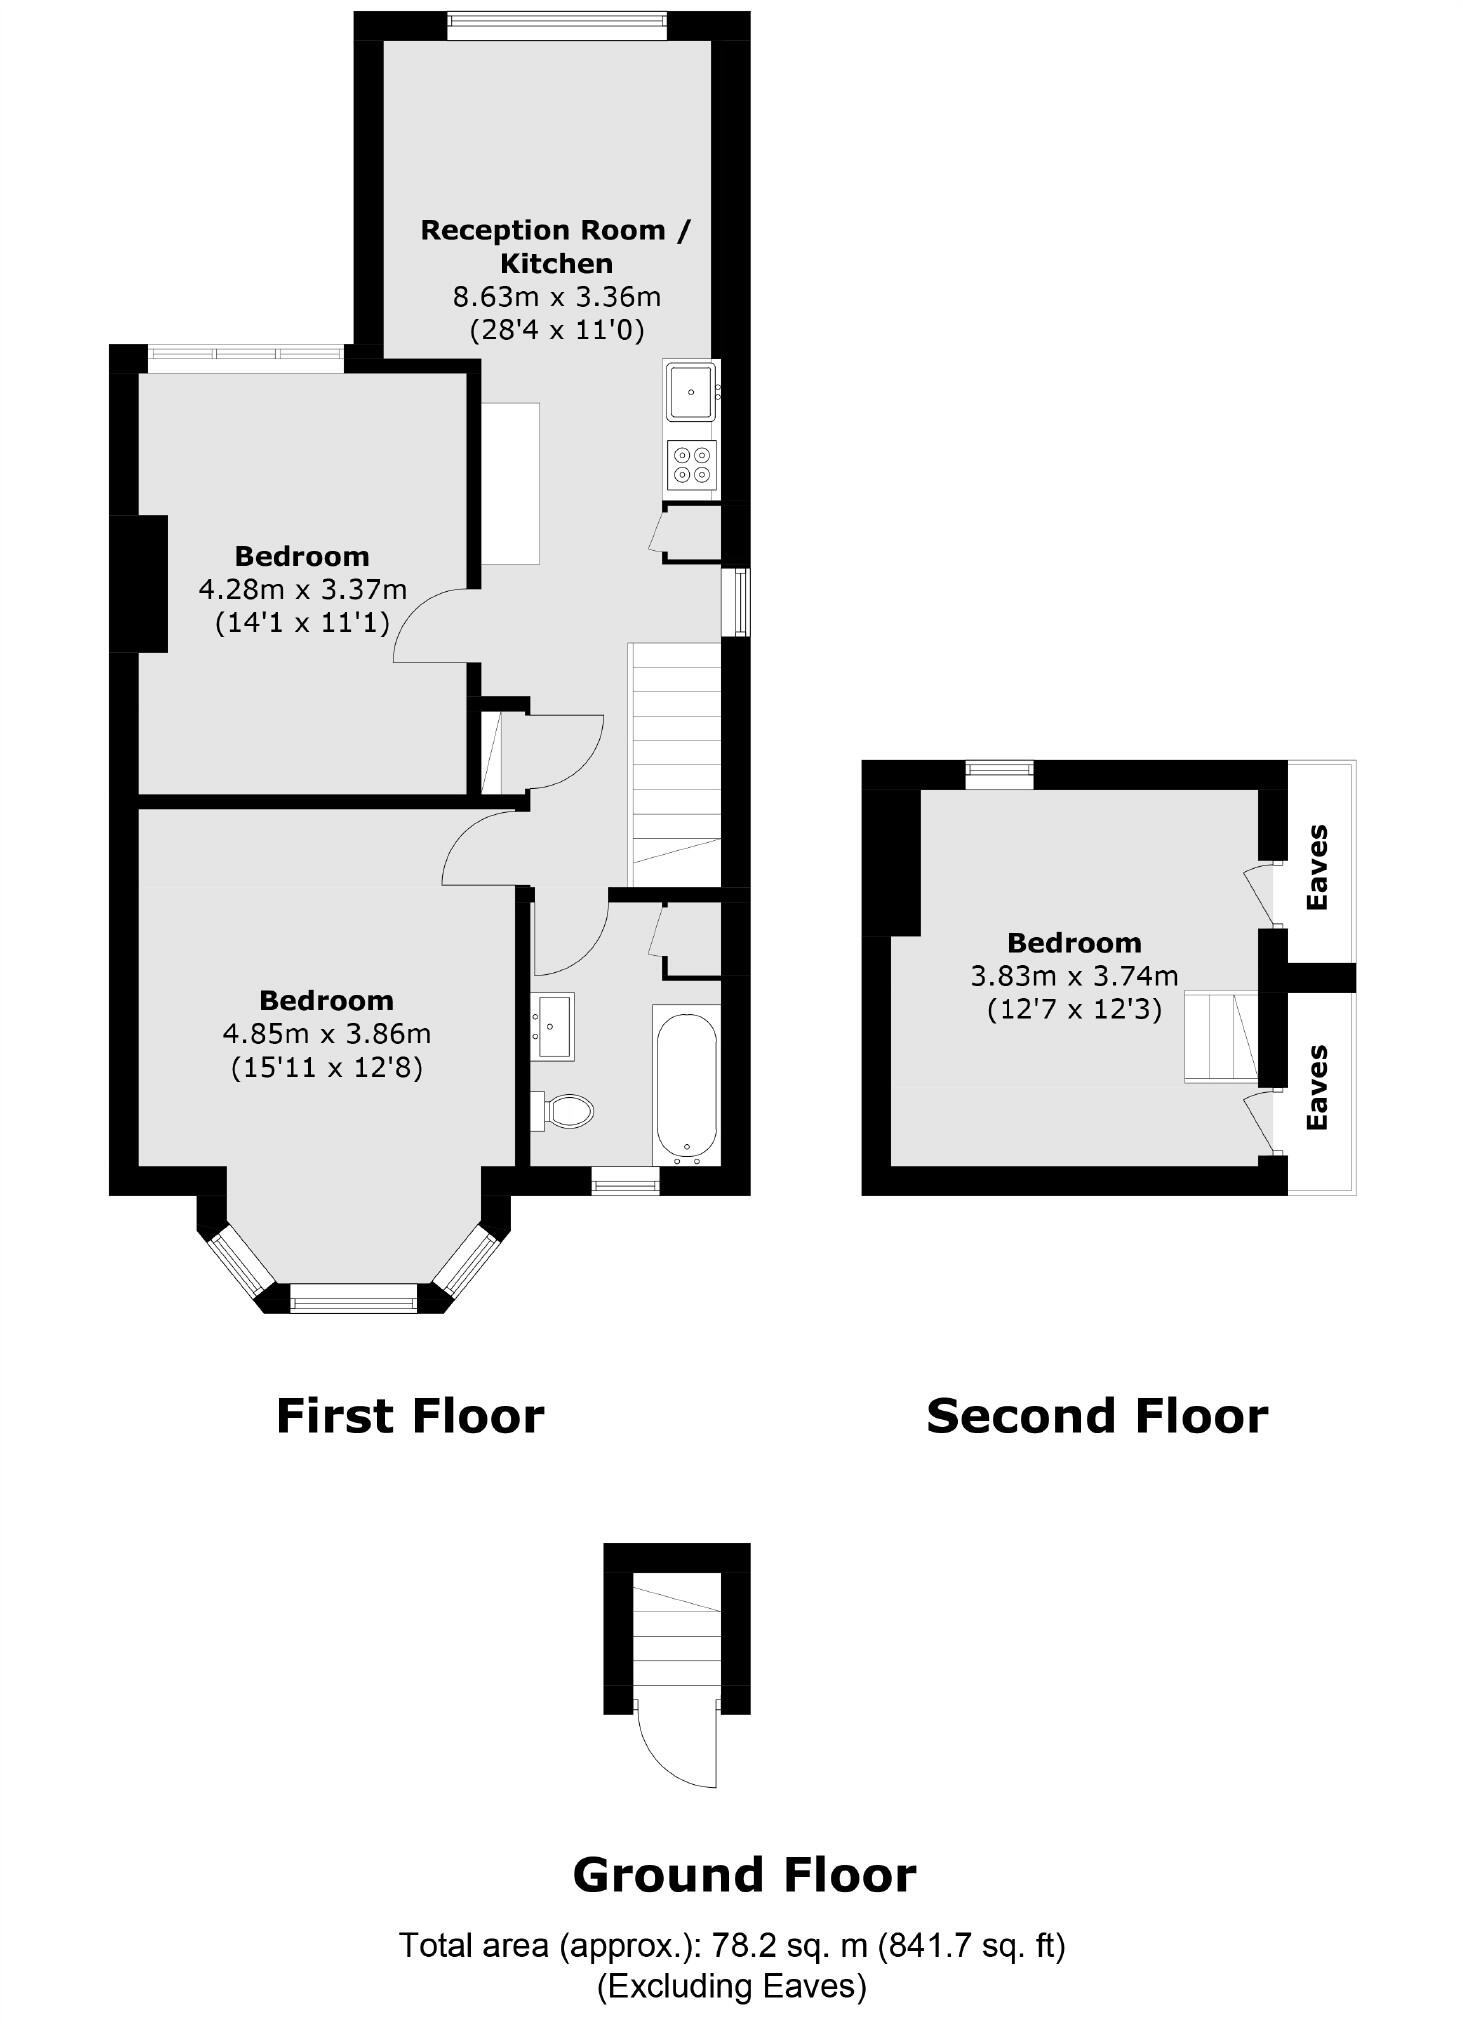 Reception Room /
Kitchen
8.63m x 3.36m
(28'4 x 11'0)
Bedroom
4.28m x 3.37m
(14'1 x 11'1)
Bedroom
4.85m x 3.86m
(15'11 x 12'8)
Eaves
Bedroom
3.83m x 3.74m
(12'7 x 12'3)
Eaves
First Floor
Second Floor
Ground Floor
Total area (approx.): 78.2 sq. m (841.7 sq. ft)
(Excluding Eaves)